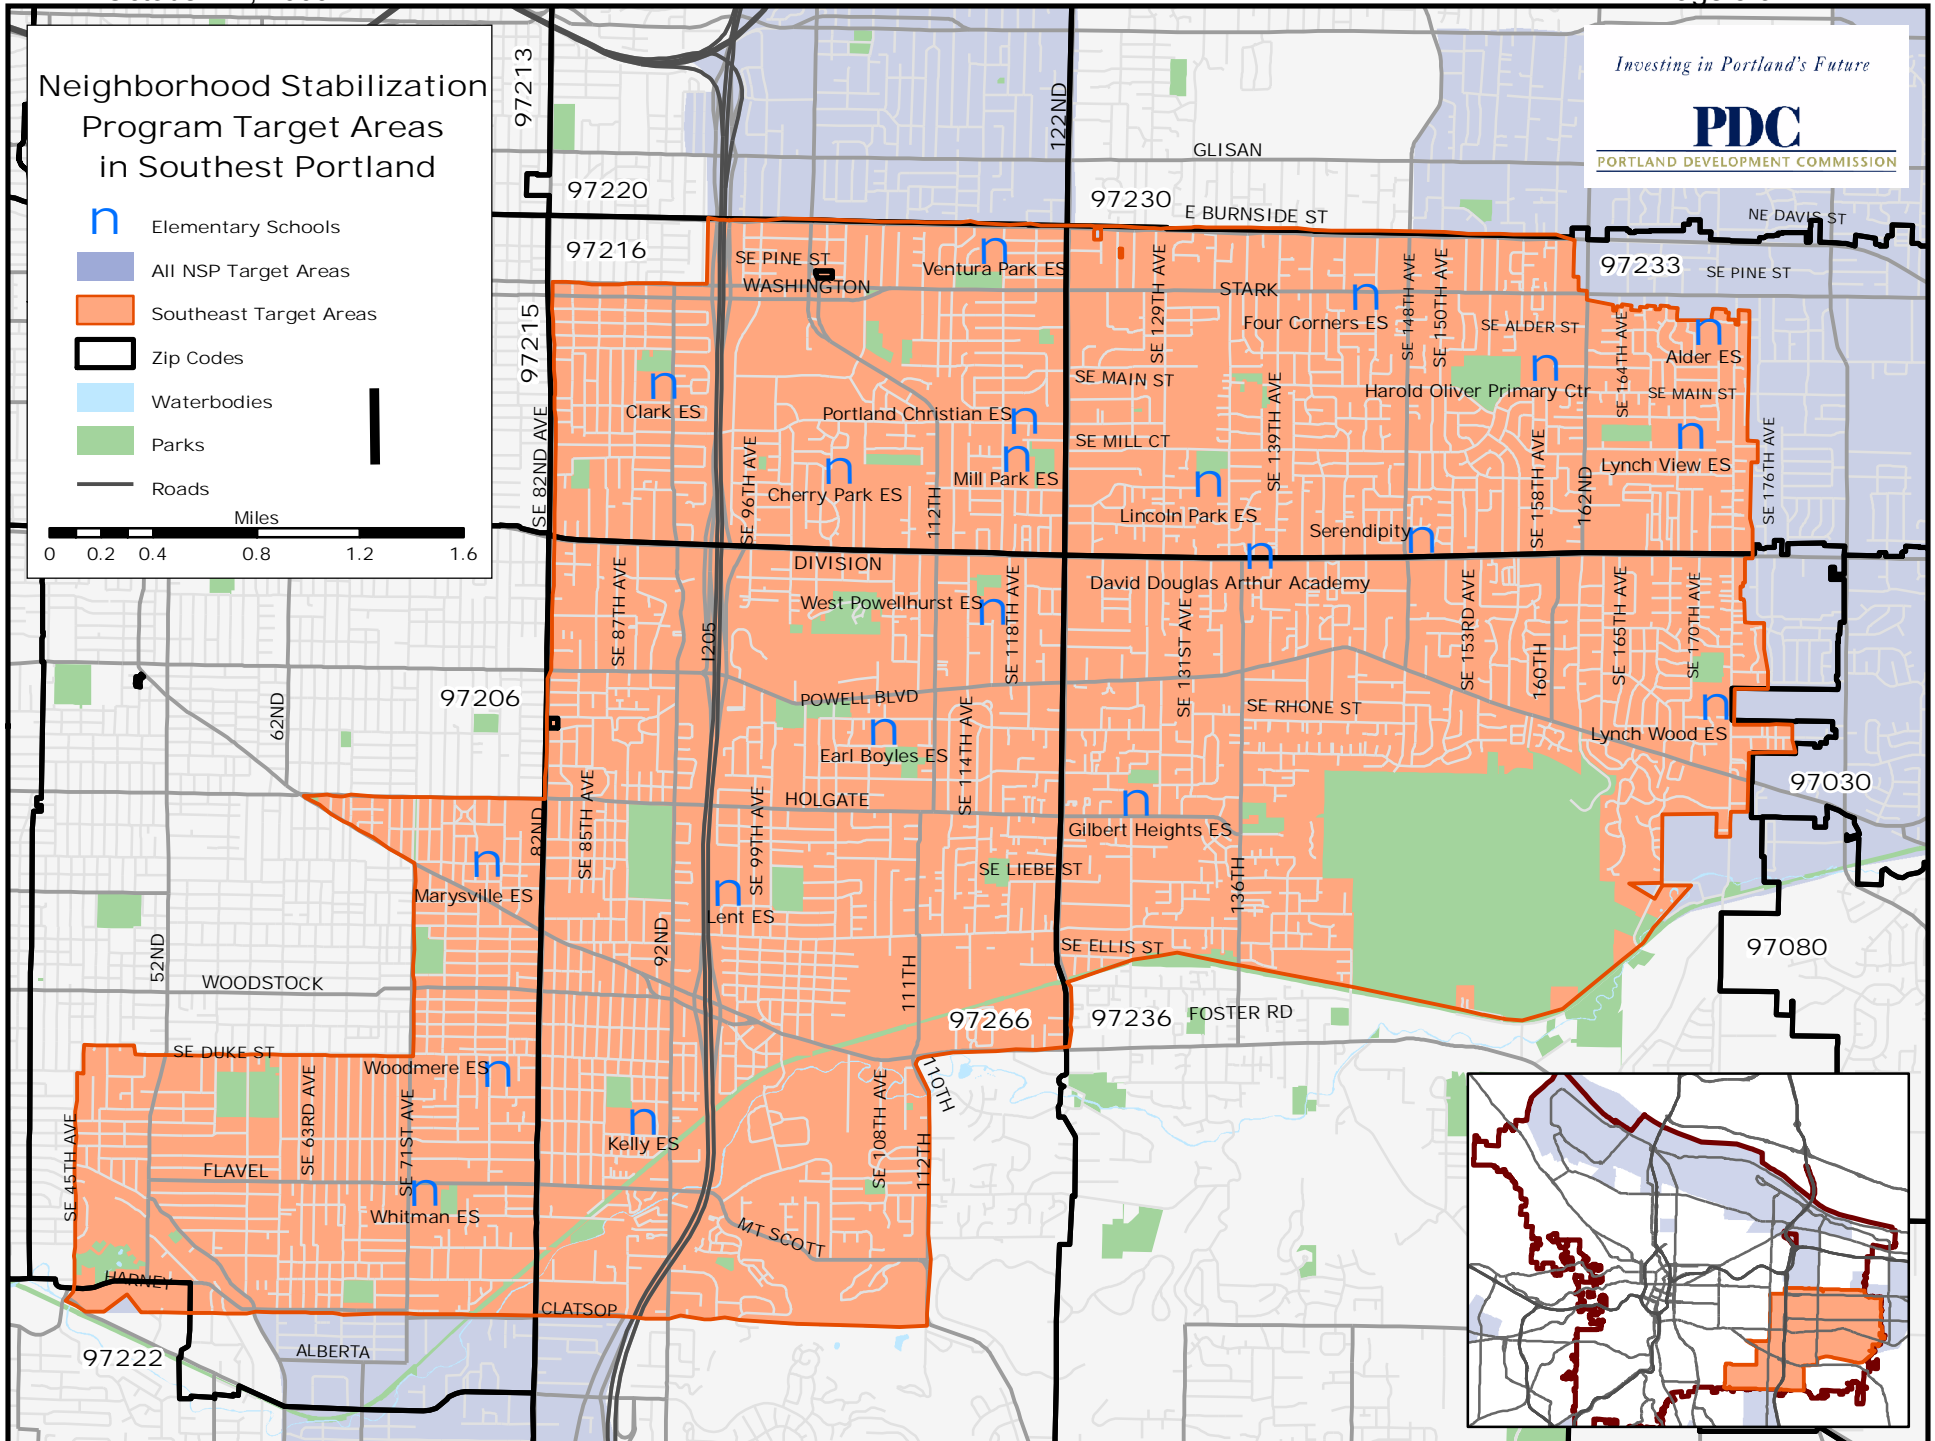 Neighborhood Stabilization
Program Target Areas
in Southest Portland
n Elementary Schools
All NSP Target Areas
Southeast Target Areas
Zip Codes
Waterbodies
Parks
Roads
Miles
0 0.2 0.4 0.8 1.2 1.6
Investing in Portland's Future
PDC
PORTLAND DEVELOPMENT COMMISSION
97213
122ND
GLISAN
97220
97230
E BURNSIDE ST
NE DAVIS ST
97216
SE PINE ST
Ventura Park ES
n
97233
SE PINE ST
WASHINGTON
STARK
SE 129TH AVE
n
Four Corners ES
SE 148TH AVE
SE 150TH AVE
SE ALDER ST
SE 164TH AVE
n
Alder ES
97215
n
Clark ES
SE MAIN ST
SE 139TH AVE
n
Harold Oliver Primary Ctr
SE MAIN ST
Portland Christian ES
n
SE MILL CT
n
Lynch View ES
SE 176TH AVE
SE 82ND AVE
SE 96TH AVE
n
Cherry Park ES
112TH
n
Mill Park ES
n
Lincoln Park ES
Serendipity
n
SE 158TH AVE
162ND
DIVISION
n
David Douglas Arthur Academy
SE 87TH AVE
I205
West Powellhurst ES
n
SE 118TH AVE
SE 131ST AVE
SE 153RD AVE
160TH
SE 165TH AVE
SE 170TH AVE
62ND
97206
POWELL BLVD
n
Earl Boyles ES
SE 114TH AVE
SE RHONE ST
n
Lynch Wood ES
97030
HOLGATE
n
Gilbert Heights ES
82ND
SE 85TH AVE
SE 99TH AVE
n
Marysville ES
n
Lent ES
SE LIEBE ST
136TH
52ND
WOODSTOCK
92ND
111TH
SE ELLIS ST
97080
97266
97236
FOSTER RD
SE DUKE ST
Woodmere ES
n
110TH
SE 45TH AVE
SE 63RD AVE
SE 71ST AVE
n
Kelly ES
SE 108TH AVE
112TH
FLAVEL
n
Whitman ES
MT SCOTT
HARNEY
CLATSOP
97222
ALBERTA